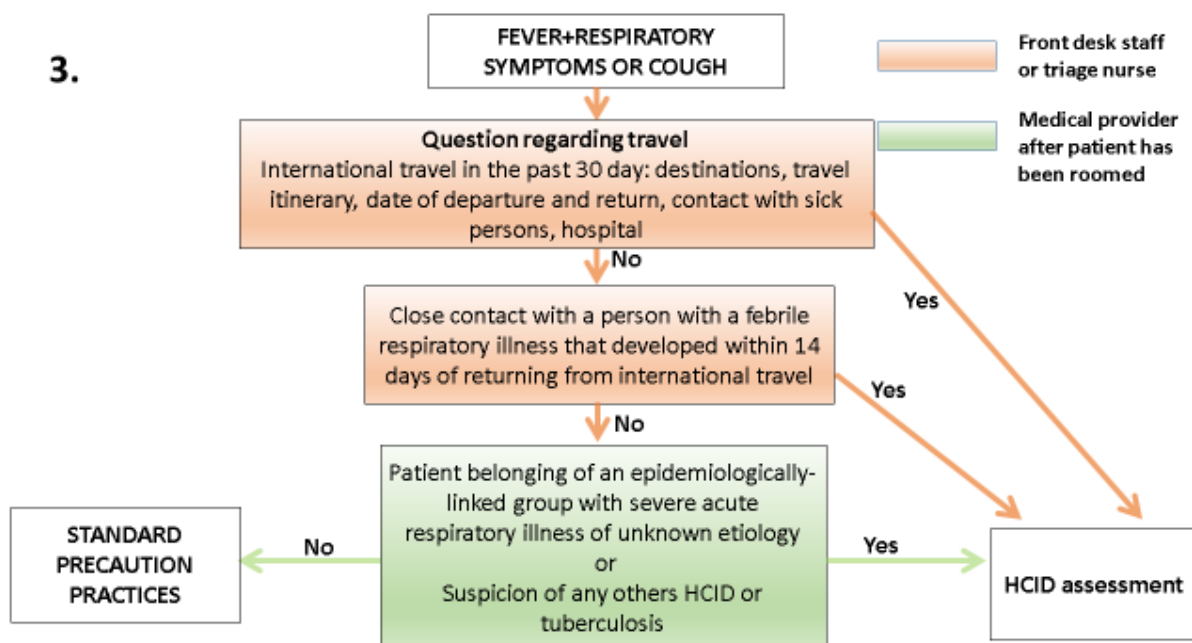 3.
FEVER+RESPIRATORY
SYMPTOMS OR COUGH
Front desk staff
or triage nurse
Medical provider
after patient has
been roomed
Question regarding travel
International travel in the past 30 day: destinations, travel
itinerary, date of departure and return, contact with sick
persons, hospital
No
Yes
Close contact with a person with a febrile
respiratory illness that developed within 14
days of returning from international travel
Yes
No
Patient belonging of an epidemiologically-
linked group with severe acute
respiratory illness of unknown etiology
or
Suspicion of any others HCID or
tuberculosis
No
Yes
STANDARD
PRECAUTION
PRACTICES
HCID assessment